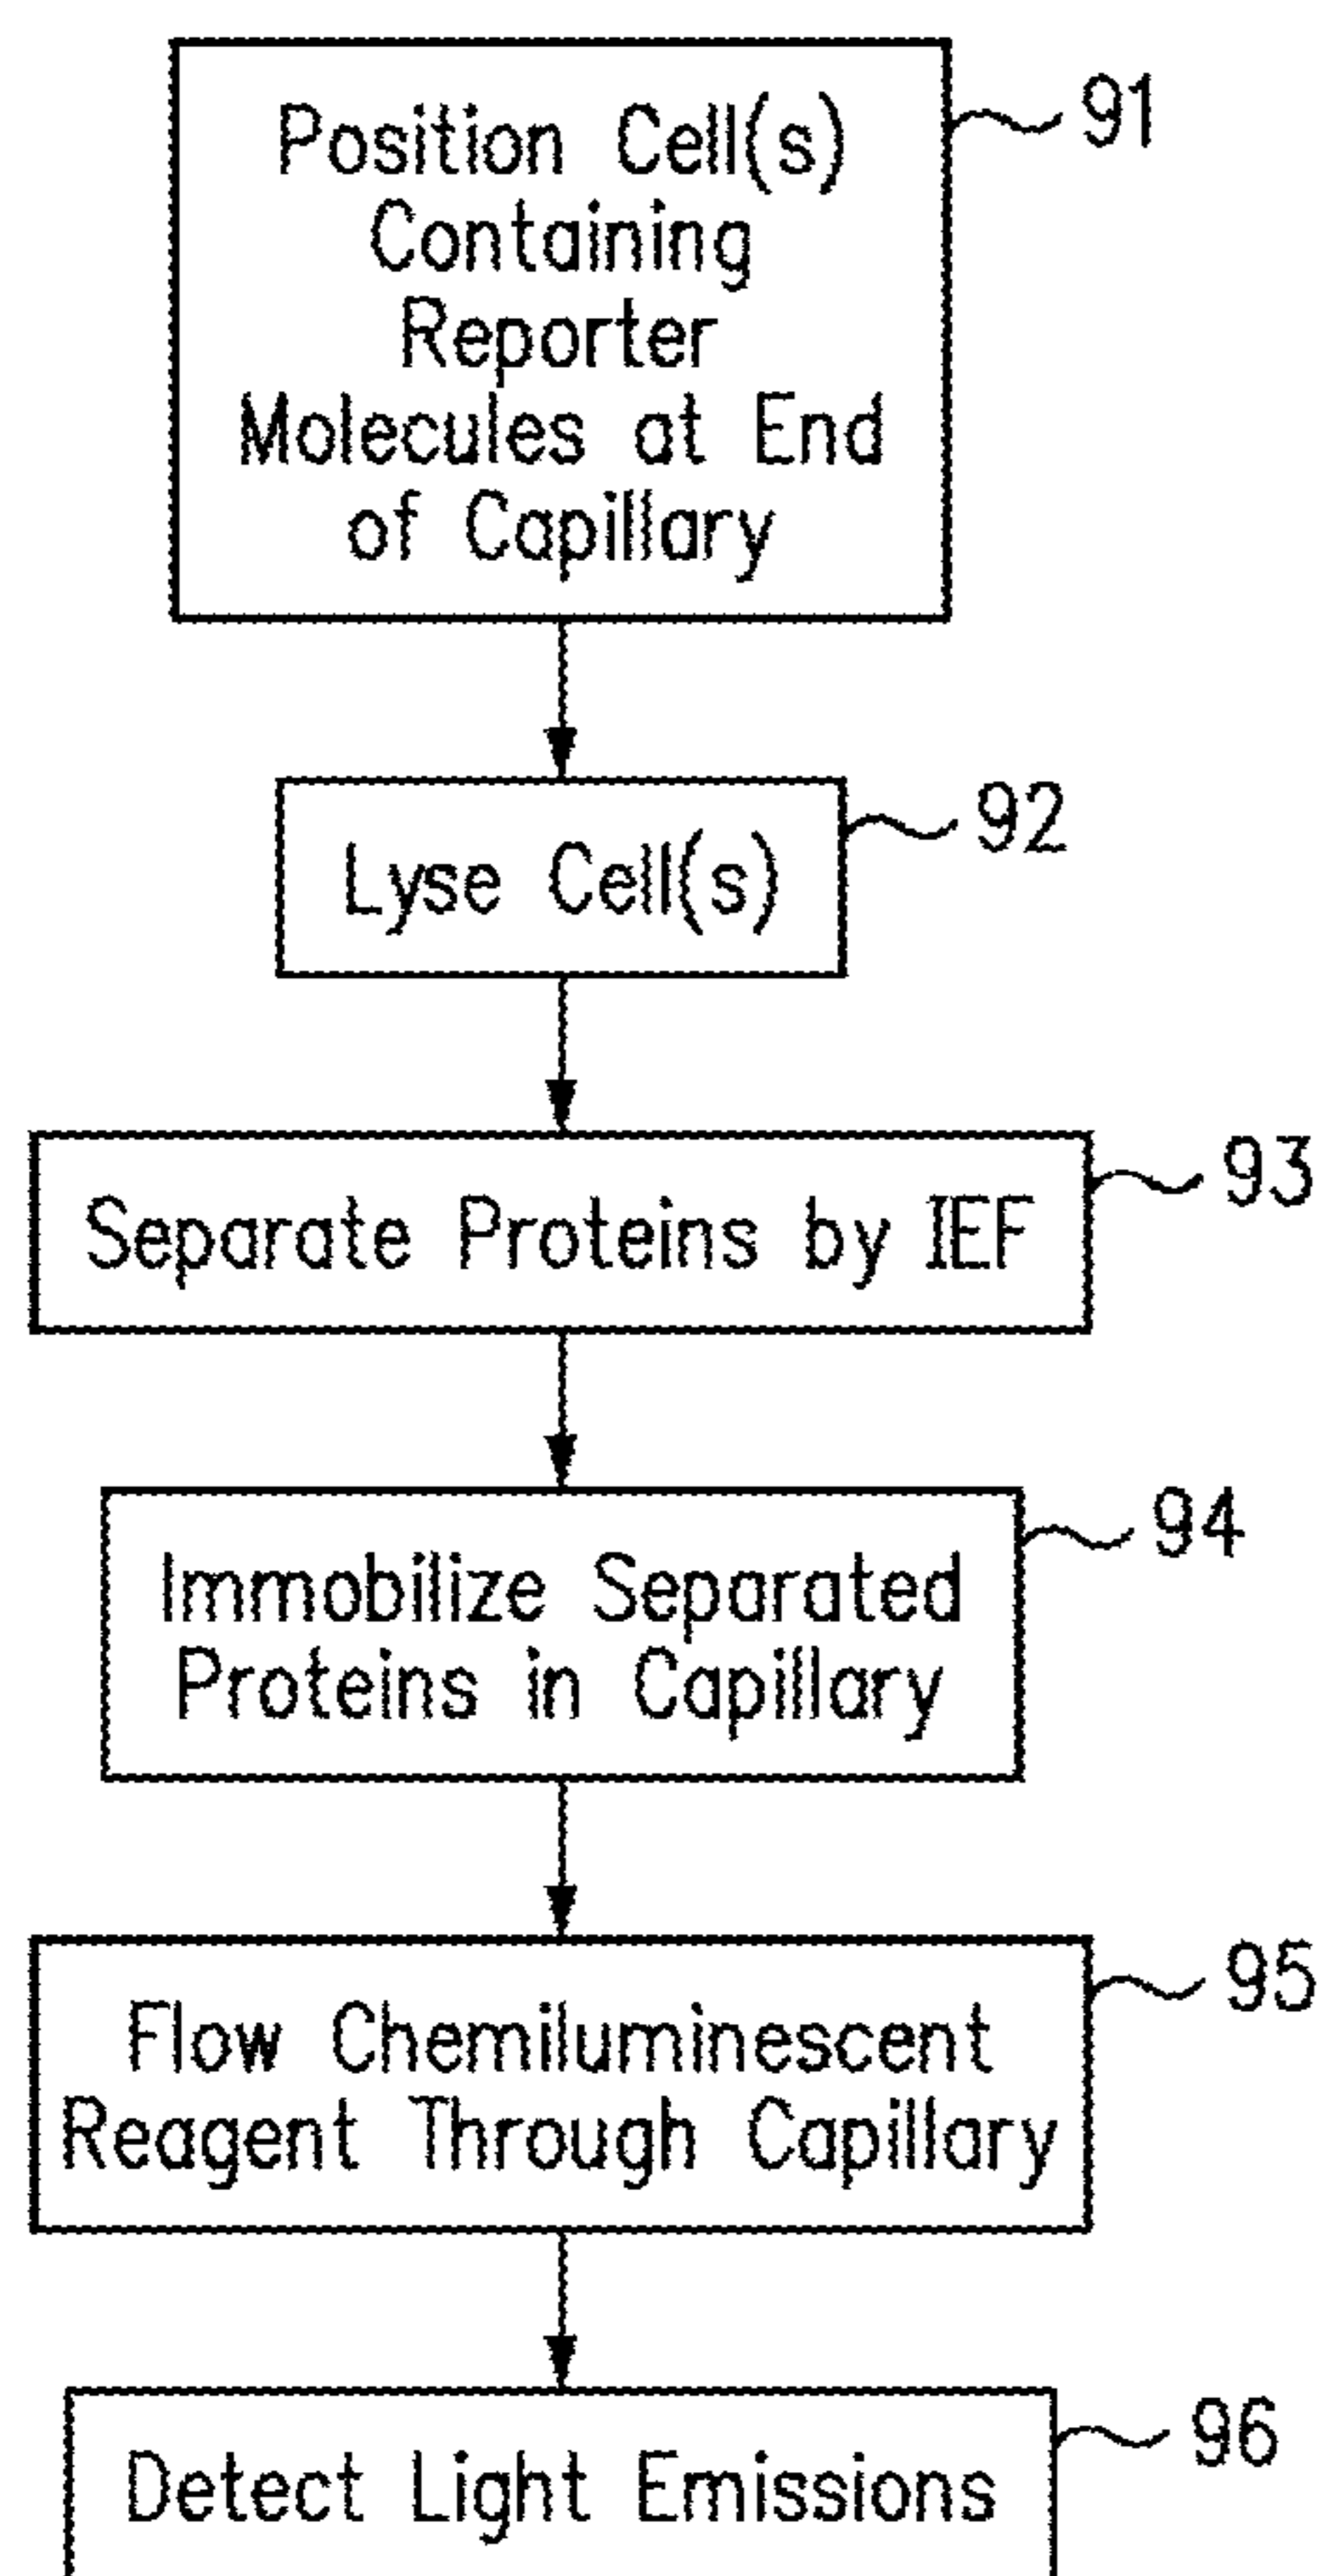 Position Cell(s)
Containing
Reporter
Molecules at End
of Capillary
91
Lyse Cell(s)
92
Separate Proteins by IEF
93
Immobilize Separated
Proteins in Capillary
94
Flow Chemiluminescent
Reagent Through Capillary
95
Detect Light Emissions
96